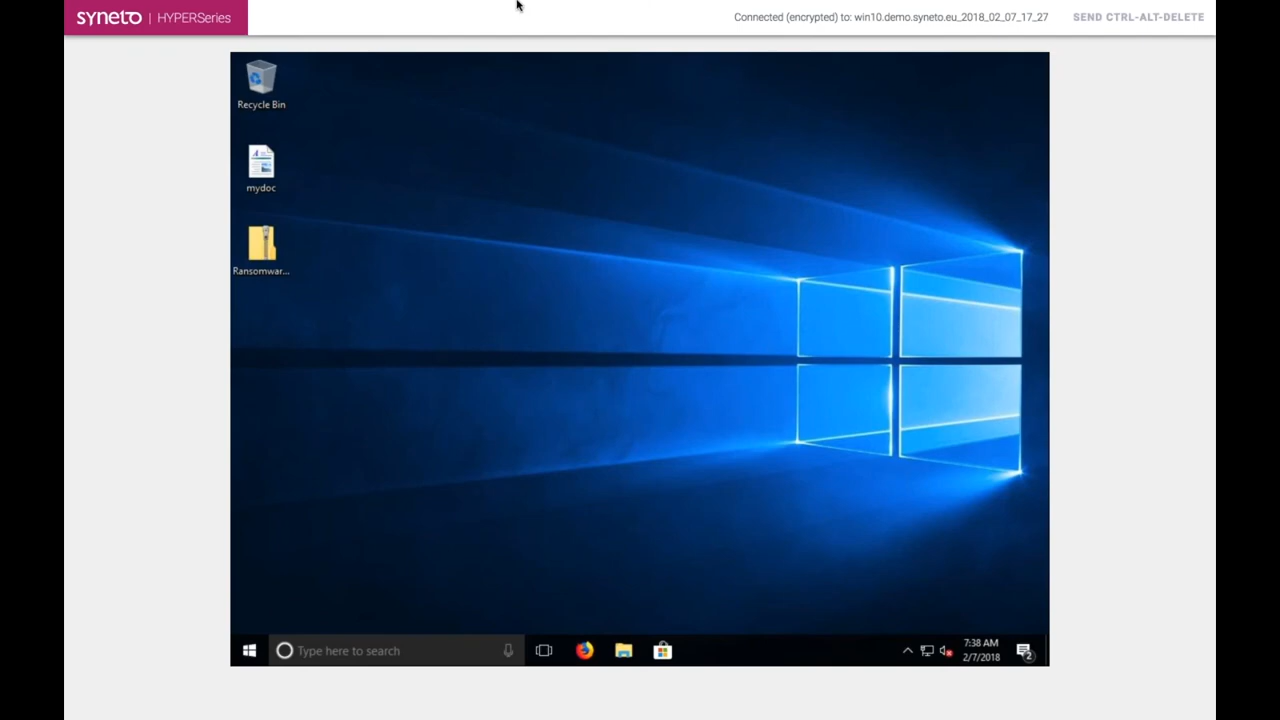 syneto | HYPERSeries
Connected (encrypted) to: win10.demo.syneto.eu_2018_02_07_17_27
SEND CTRL-ALT-DELETE
Recycle Bin
mydoc
Ransomwar...
Type here to search
7:38 AM
2/7/2018
2